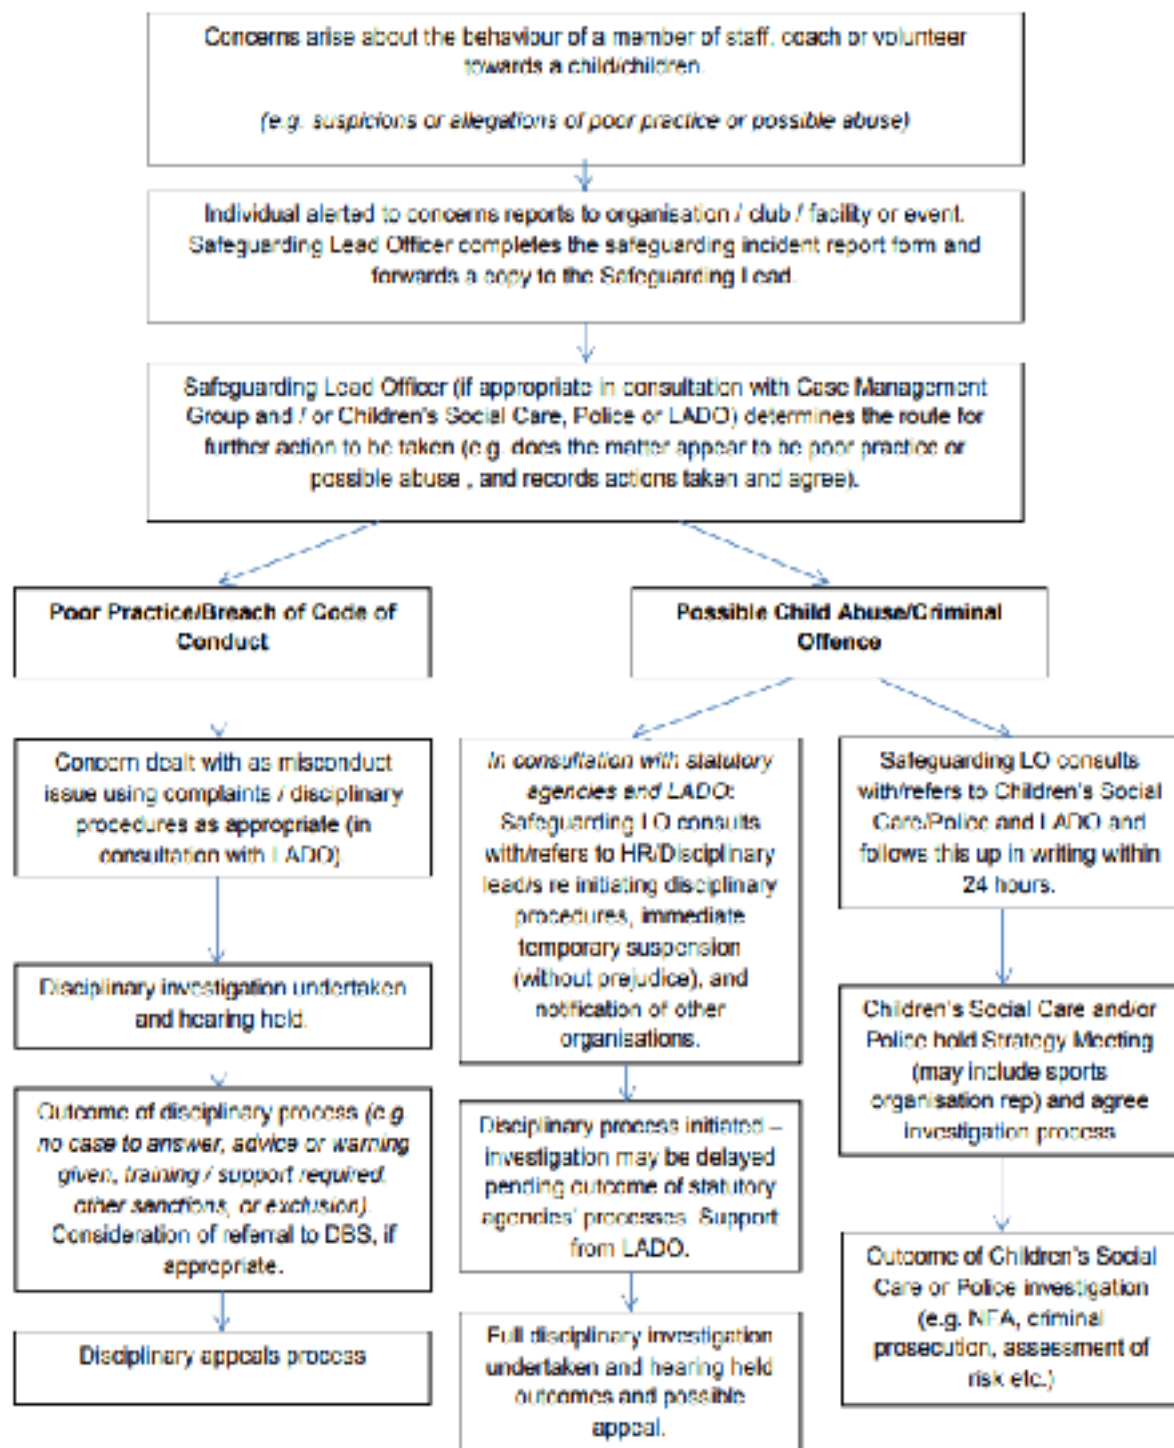 Concerns arise about the behaviour of a member of staff, coach or volunteer
towards a child/children.
(e.g. suspicions or allegations of poor practice or possible abuse)
Individual alerted to concerns reports to organisation / club / facility or event.
Safeguarding Lead Officer completes the safeguarding incident report form and
forwards a copy to the Safeguarding Lead.
Safeguarding Lead Officer (if appropriate in consultation with Case Management
Group and / or Children's Social Care, Police or LADO) determines the route for
further action to be taken (e.g. does the matter appear to be poor practice or
possible abuse , and records actions taken and agree).
Poor Practice/Breach of Code of
Conduct
Concern dealt with as misconduct
issue using complaints / disciplinary
procedures as appropriate (in
consultation with LADO)
Disciplinary investigation undertaken
and hearing held.
Outcome of disciplinary process (e.g.
no case to answer, advice or warning
given, training / support required,
other sanctions, or exclusion).
Consideration of referral to DBS, if
appropriate.
Disciplinary appeals process
Possible Child Abuse/Criminal
Offence
In consultation with statutory
agencies and LADO:
Safeguarding LO consults
with/refers to HR/Disciplinary
lead/s re initiating disciplinary
procedures, immediate
temporary suspension
(without prejudice), and
notification of other
organisations.
Disciplinary process initiated –
investigation may be delayed
pending outcome of statutory
agencies' processes. Support
from LADO.
Full disciplinary investigation
undertaken and hearing held
outcomes and possible
appeal.
Safeguarding LO consults
with/refers to Children's Social
Care/Police and LADO and
follows this up in writing within
24 hours.
Children's Social Care and/or
Police hold Strategy Meeting
(may include sports
organisation rep) and agree
investigation process
Outcome of Children's Social
Care or Police investigation
(e.g. NFA, criminal
prosecution, assessment of
risk etc.)